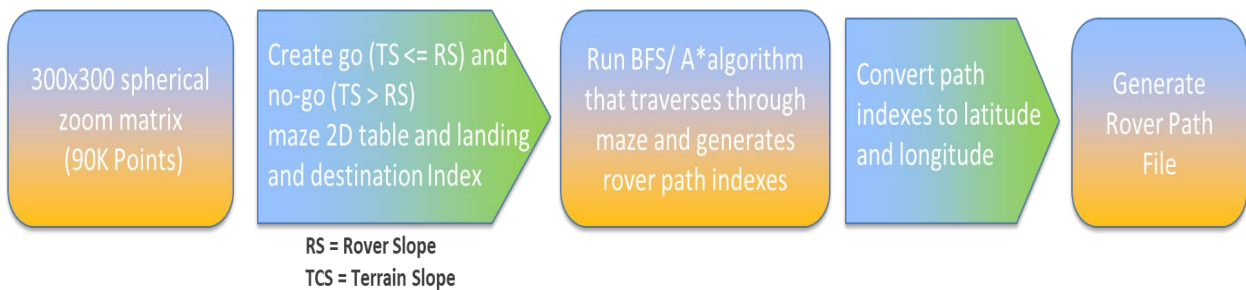 300x300 spherical
zoom matrix
(90K Points)
Create go (TS <= RS) and
no-go (TS > RS)
maze 2D table and landing
and destination Index
Run BFS/ A*algorithm
that traverses through
maze and generates
rover path indexes
Convert path
indexes to latitude
and longitude
Generate
Rover Path
File
RS = Rover Slope
TCS = Terrain Slope